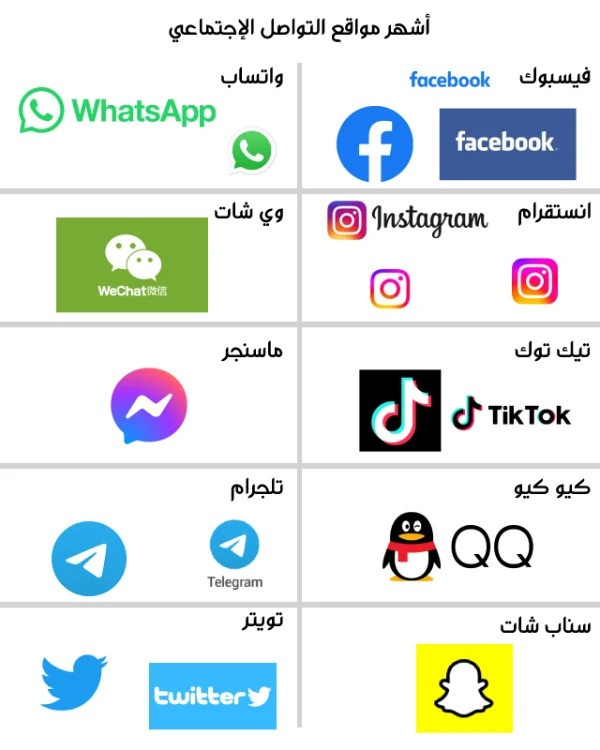 أشهر مواقع التواصل الإجتماعي
فيسبوك
facebook
facebook.
واتساب
WhatsApp
انستقرام
Instagram
وي شات
WeChat微信
تيك توك
TikTok
ماسنجر
كيو كيو
QQ
تلجرام
Telegram
سناب شات
تويتر
twitter